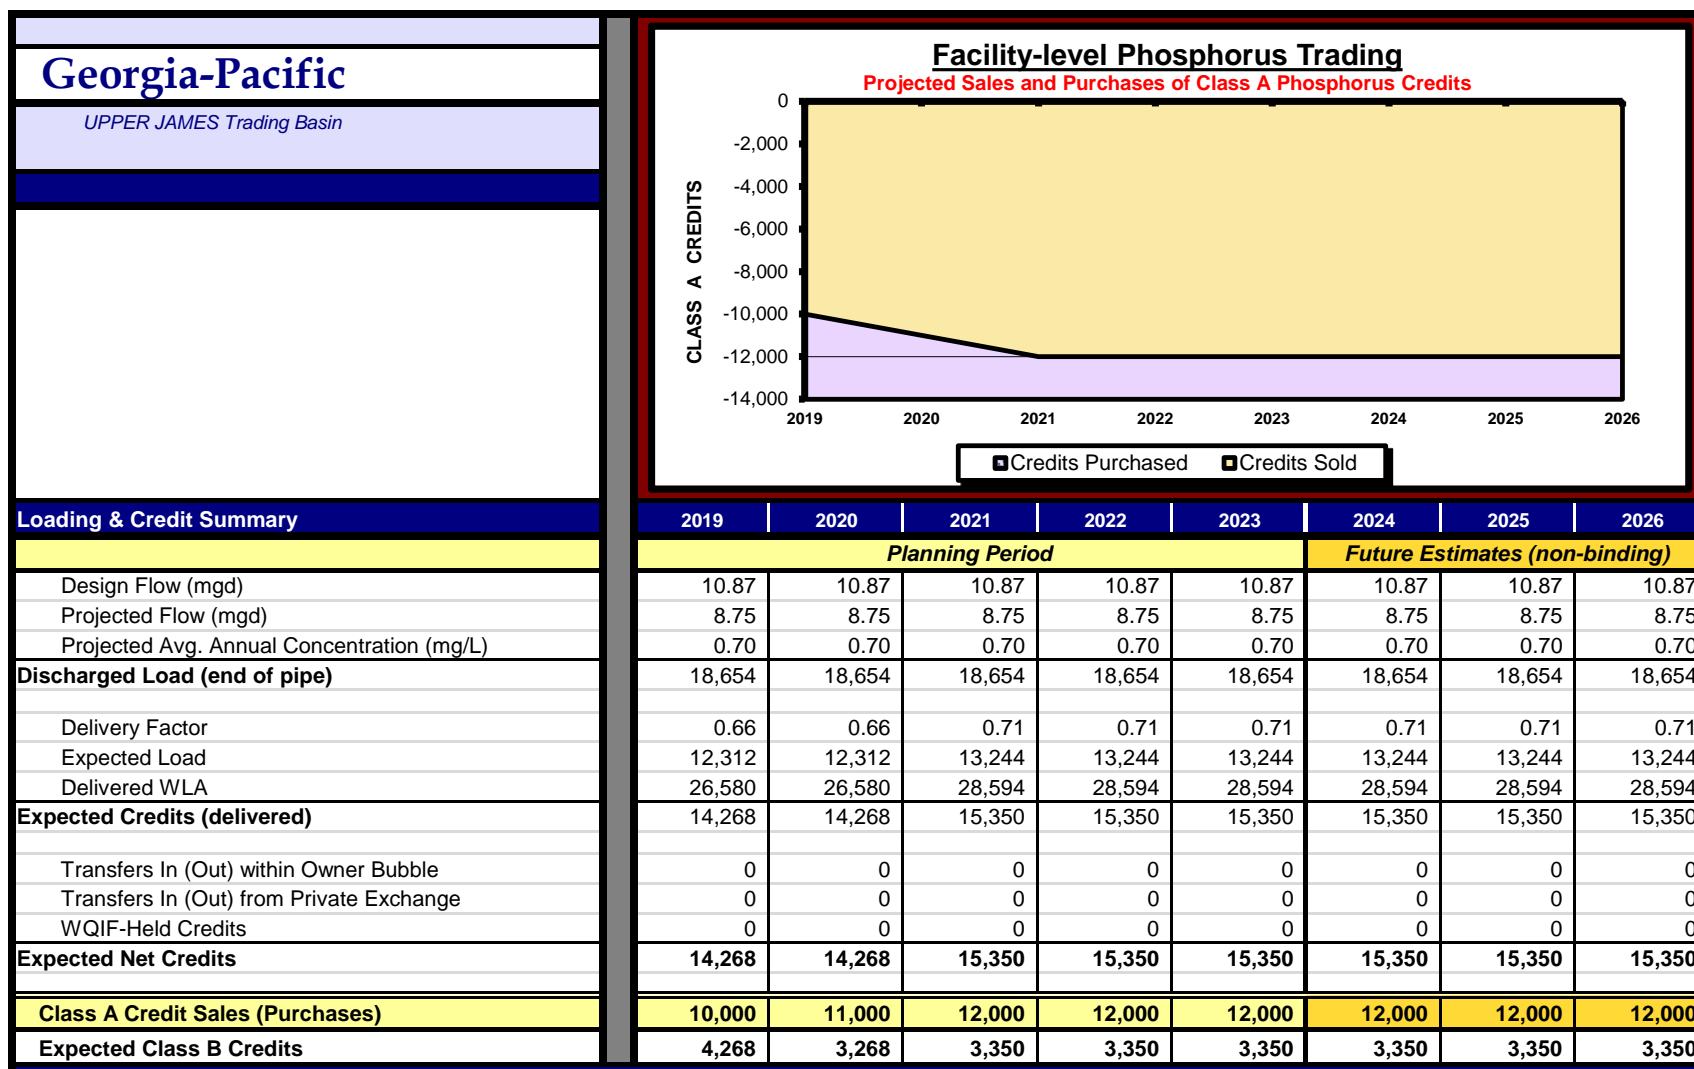 Georgia-Pacific
UPPER JAMES Trading Basin
Facility-level Phosphorus Trading
Projected Sales and Purchases of Class A Phosphorus Credits
CLASS A CREDITS
0
-2,000
-4,000
-6,000
-8,000
-10,000
-12,000
-14,000
2019 2020 2021 2022 2023 2024 2025 2026
Credits Purchased Credits Sold
Loading & Credit Summary 2019 2020 2021 2022 2023 2024 2025 2026
Planning Period Future Estimates (non-binding)
Design Flow (mgd) 10.87 10.87 10.87 10.87 10.87 10.87 10.87 10.87
Projected Flow (mgd) 8.75 8.75 8.75 8.75 8.75 8.75 8.75 8.75
Projected Avg. Annual Concentration (mg/L) 0.70 0.70 0.70 0.70 0.70 0.70 0.70 0.70
Discharged Load (end of pipe) 18,654 18,654 18,654 18,654 18,654 18,654 18,654 18,654
Delivery Factor 0.66 0.66 0.71 0.71 0.71 0.71 0.71 0.71
Expected Load 12,312 12,312 13,244 13,244 13,244 13,244 13,244 13,244
Delivered WLA 26,580 26,580 28,594 28,594 28,594 28,594 28,594 28,594
Expected Credits (delivered) 14,268 14,268 15,350 15,350 15,350 15,350 15,350 15,350
Transfers In (Out) within Owner Bubble 0 0 0 0 0 0 0 0
Transfers In (Out) from Private Exchange 0 0 0 0 0 0 0 0
WQIF-Held Credits 0 0 0 0 0 0 0 0
Expected Net Credits 14,268 14,268 15,350 15,350 15,350 15,350 15,350 15,350
Class A Credit Sales (Purchases) 10,000 11,000 12,000 12,000 12,000 12,000 12,000 12,000
Expected Class B Credits 4,268 3,268 3,350 3,350 3,350 3,350 3,350 3,350